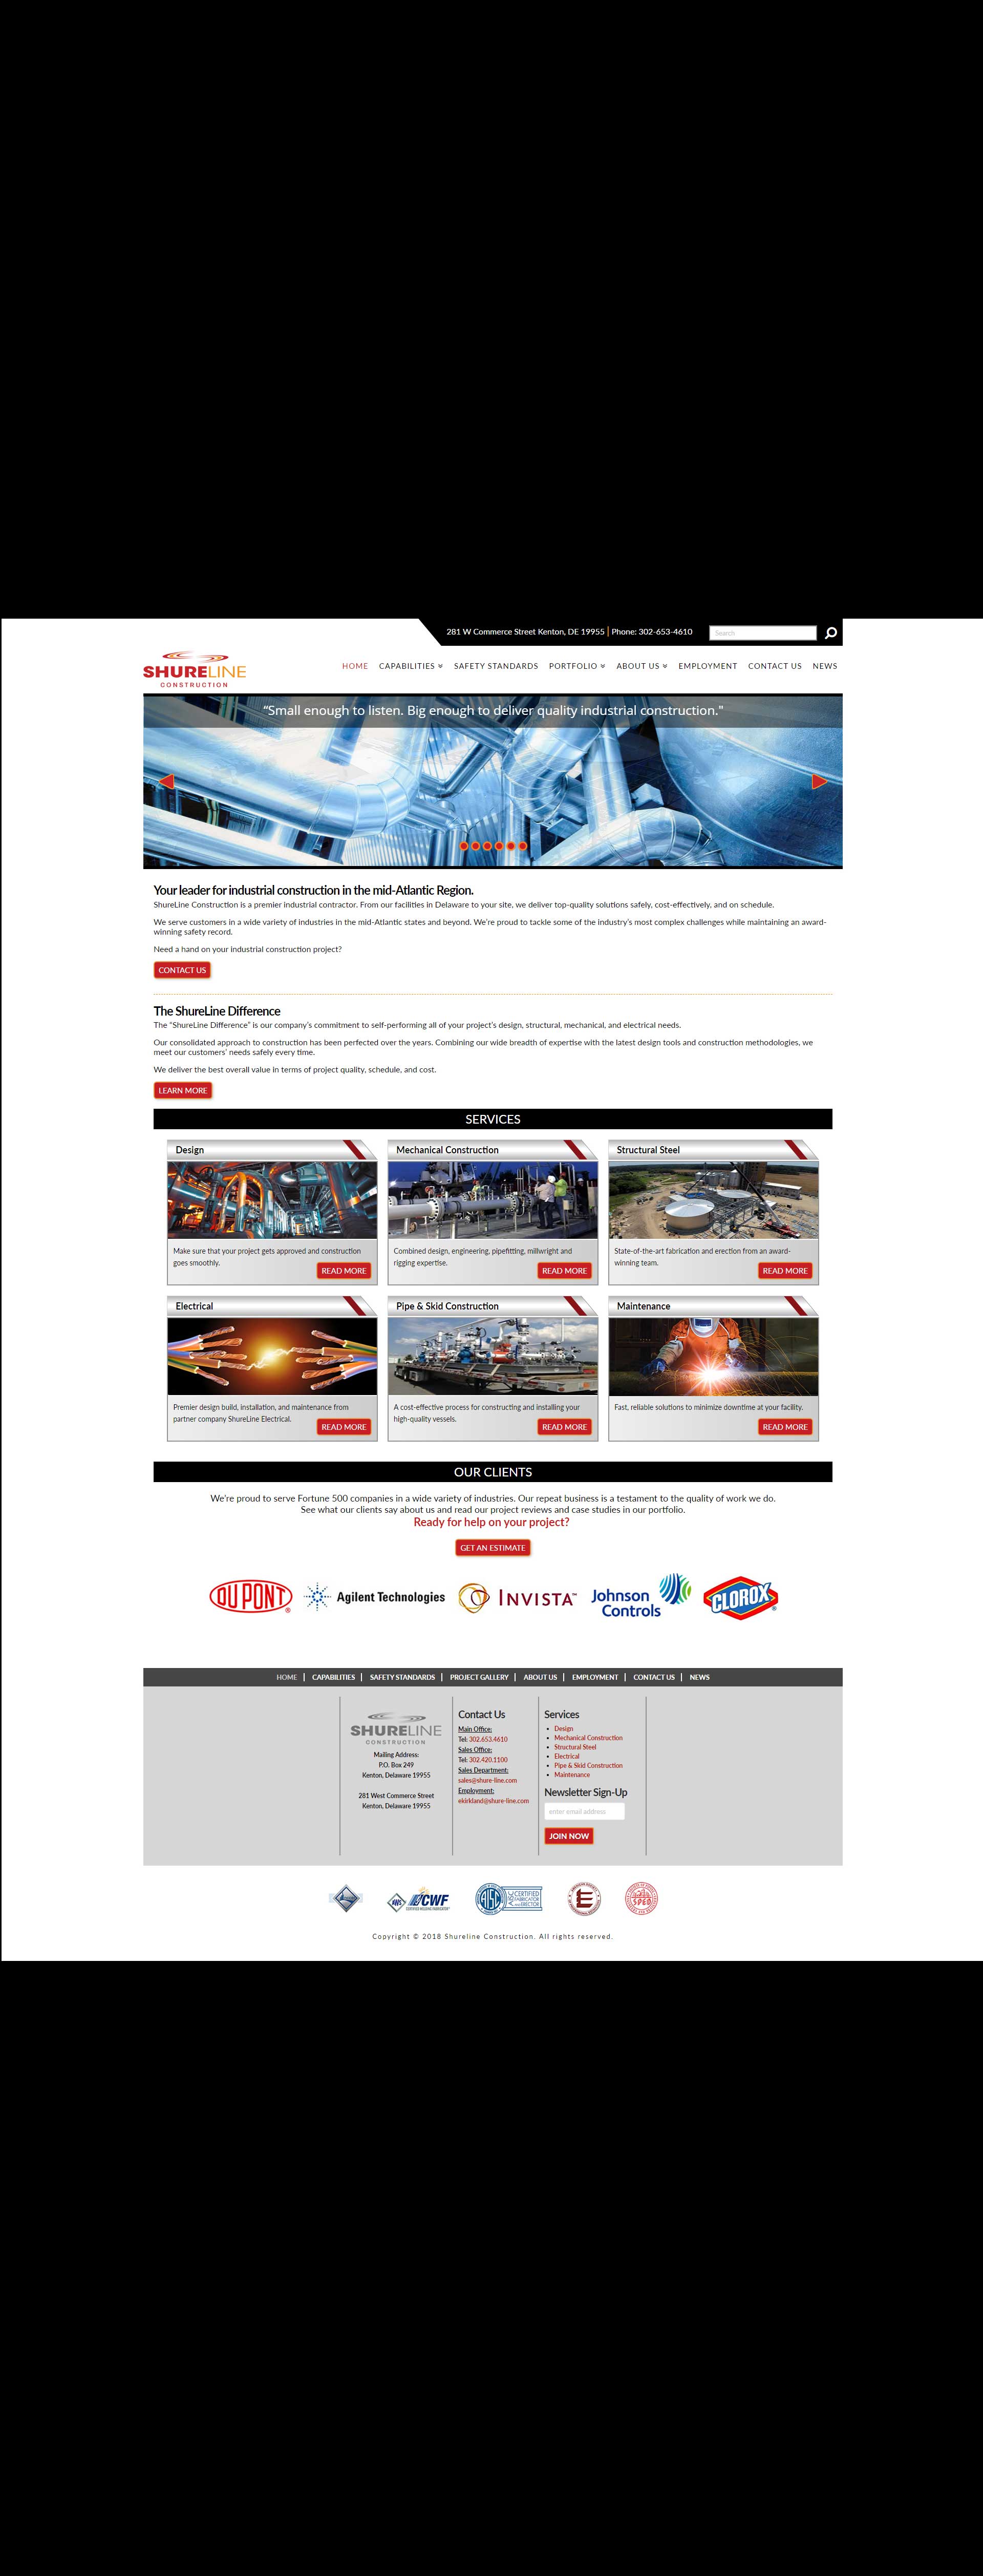 281 W Commerce Street Kenton, DE 19955 | Phone: 302-653-4610
Search
SHURELINE
CONSTRUCTION
HOME CAPABILITIES SAFETY STANDARDS PORTFOLIO ABOUT US EMPLOYMENT CONTACT US NEWS
“Small enough to listen. Big enough to deliver quality industrial construction."
Your leader for industrial construction in the mid-Atlantic Region.
ShureLine Construction is a premier industrial contractor. From our facilities in Delaware to your site, we deliver top-quality solutions safely, cost-effectively, and on schedule.
We serve customers in a wide variety of industries in the mid-Atlantic states and beyond. We’re proud to tackle some of the industry’s most complex challenges while maintaining an award-
winning safety record.
Need a hand on your industrial construction project?
CONTACT US
The ShureLine Difference
The “ShureLine Difference” is our company’s commitment to self-performing all of your project’s design, structural, mechanical, and electrical needs.
Our consolidated approach to construction has been perfected over the years. Combining our wide breadth of expertise with the latest design tools and construction methodologies, we
meet our customers’ needs safely every time.
We deliver the best overall value in terms of project quality, schedule, and cost.
LEARN MORE
SERVICES
Design
Make sure that your project gets approved and construction
goes smoothly.
READ MORE
Mechanical Construction
Combined design, engineering, pipefitting, millwright and
rigging expertise.
READ MORE
Structural Steel
State-of-the-art fabrication and erection from an award-
winning team.
READ MORE
Electrical
Premier design build, installation, and maintenance from
partner company ShureLine Electrical.
READ MORE
Pipe & Skid Construction
A cost-effective process for constructing and installing your
high-quality vessels.
READ MORE
Maintenance
Fast, reliable solutions to minimize downtime at your facility.
READ MORE
OUR CLIENTS
We’re proud to serve Fortune 500 companies in a wide variety of industries. Our repeat business is a testament to the quality of work we do.
See what our clients say about us and read our project reviews and case studies in our portfolio.
Ready for help on your project?
GET AN ESTIMATE
DU PONT ®
Agilent Technologies
INVISTA™
Johnson
Controls
CLOROX ®
HOME | CAPABILITIES | SAFETY STANDARDS | PROJECT GALLERY | ABOUT US | EMPLOYMENT | CONTACT US | NEWS
SHURELINE
CONSTRUCTION
Mailing Address:
P.O. Box 249
Kenton, Delaware 19955
281 West Commerce Street
Kenton, Delaware 19955
Contact Us
Main Office:
Tel: 302.653.4610
Sales Office:
Tel: 302.420.1100
Sales Department:
sales@shure-line.com
Employment:
ekirkland@shure-line.com
Services
Design
Mechanical Construction
Structural Steel
Electrical
Pipe & Skid Construction
Maintenance
Newsletter Sign-Up
enter email address
JOIN NOW
AWS CWF
AISC CERTIFIED
FABRICATOR
SPED
Copyright © 2018 Shureline Construction. All rights reserved.